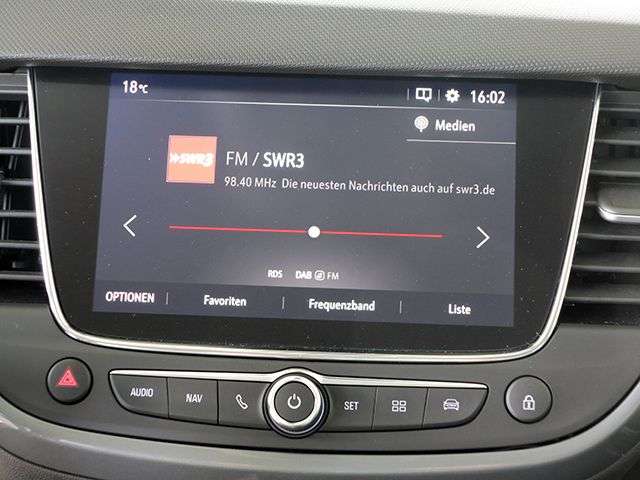 18°C 16:02
Medien
SWR3 FM / SWR3
98.40 MHz Die neuesten Nachrichten auch auf swr3.de
RDS DAB FM
OPTIONEN Favoriten Frequenzband Liste
AUDIO NAV SET